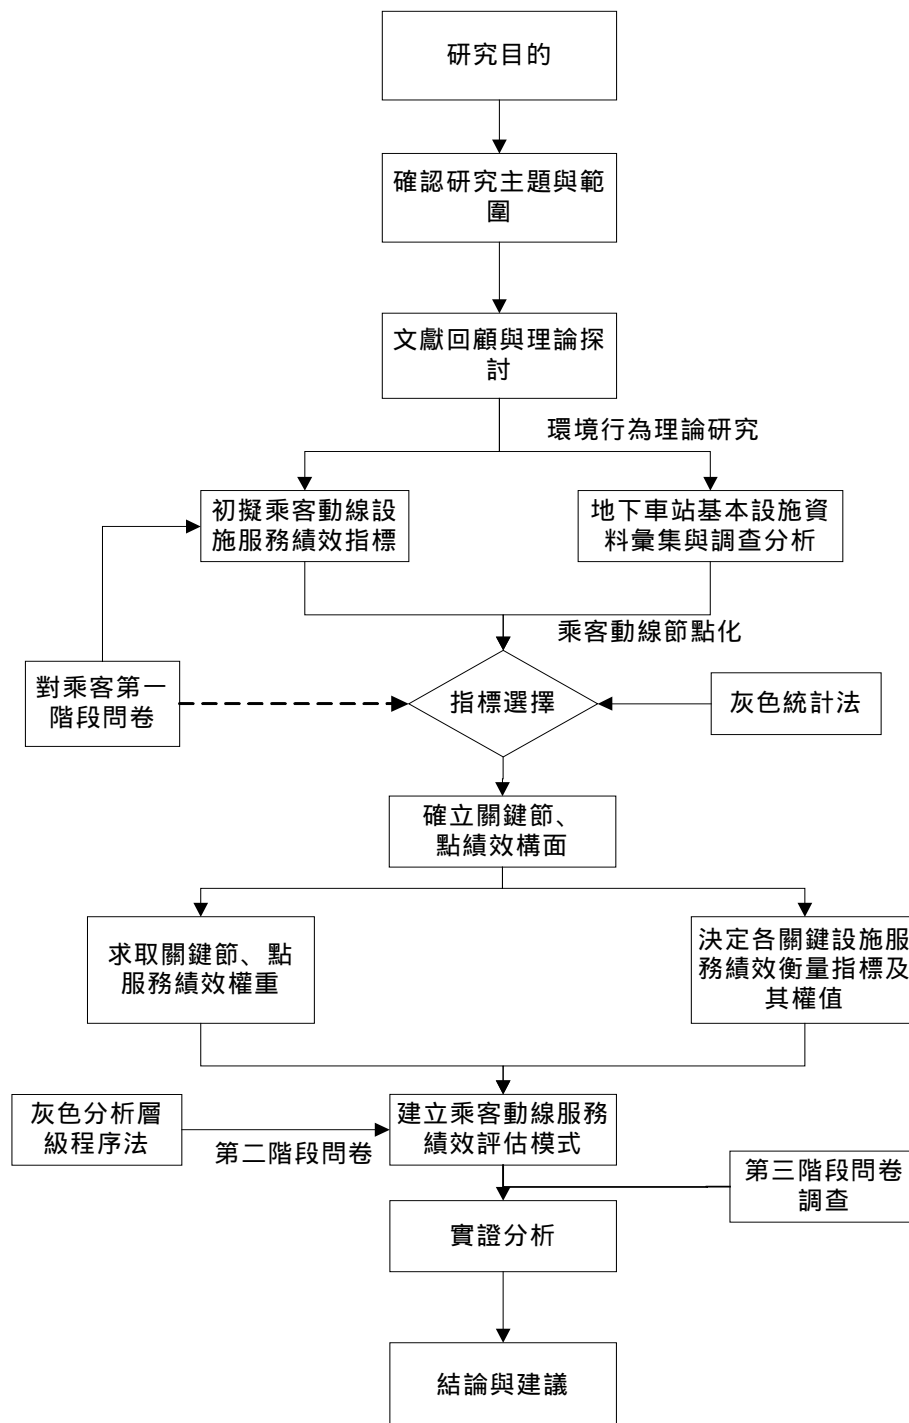 研究目的
確認研究主題與範
圍
文獻回顧與理論探
討
環境行為理論研究
初擬乘客動線設
施服務績效指標
地下車站基本設施資
料彙集與調查分析
乘客動線節點化
對乘客第一
階段問卷
指標選擇
灰色統計法
確立關鍵節、
點績效構面
求取關鍵節、點
服務績效權重
決定各關鍵設施服
務績效衡量指標及
其權值
灰色分析層
級程序法
第二階段問卷
建立乘客動線服務
績效評估模式
第三階段問卷
調查
實證分析
結論與建議